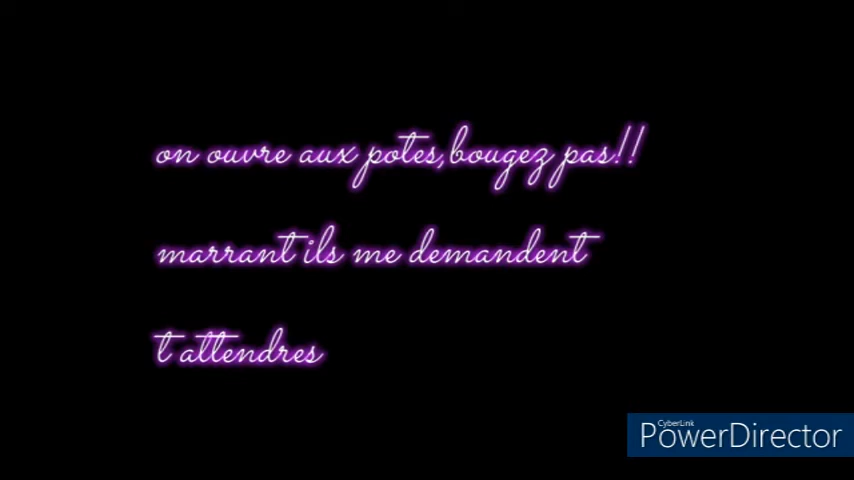 on ouvre aux potes,bougez pas!!
marrant ils me demandent
t attendres
CyberLink
PowerDirector